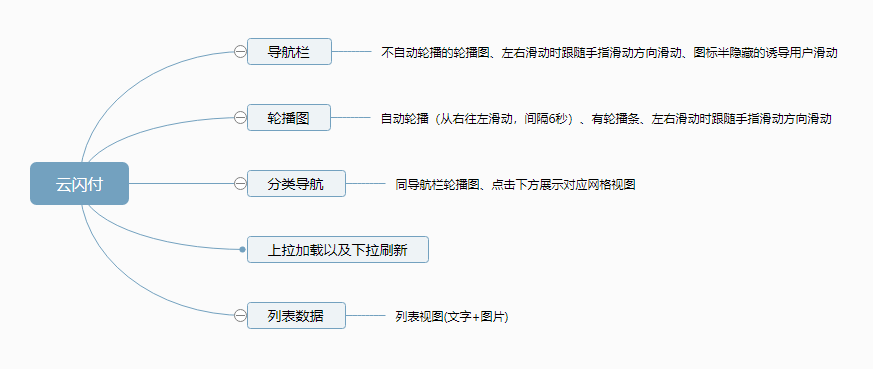 云闪付
导航栏
不自动轮播的轮播图、左右滑动时跟随手指滑动方向滑动、图标半隐藏的诱导用户滑动
轮播图
自动轮播（从右往左滑动，间隔6秒）、有轮播条、左右滑动时跟随手指滑动方向滑动
分类导航
同导航栏轮播图、点击下方展示对应网格视图
上拉加载以及下拉刷新
列表数据
列表视图(文字+图片)